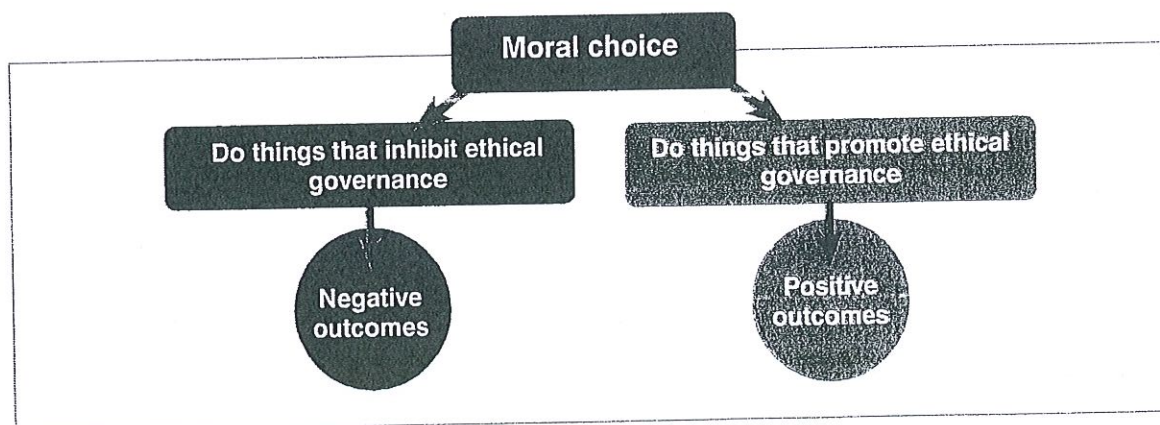 Moral choice
Do things that inhibit ethical
governance
Do things that promote ethical
governance
Negative
outcomes
Positive
outcomes